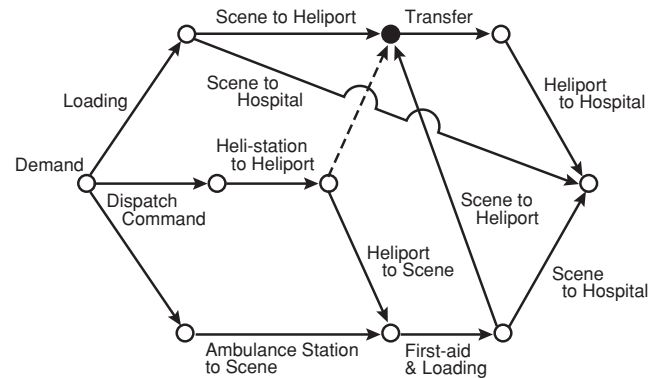 Scene to Heliport
Transfer
Scene to
Hospital
Heliport
to Hospital
Loading
Heli-station
to Heliport
Demand
Dispatch
Command
Scene to
Heliport
Heliport
to Scene
Scene
to Hospital
Ambulance Station
to Scene
First-aid
& Loading